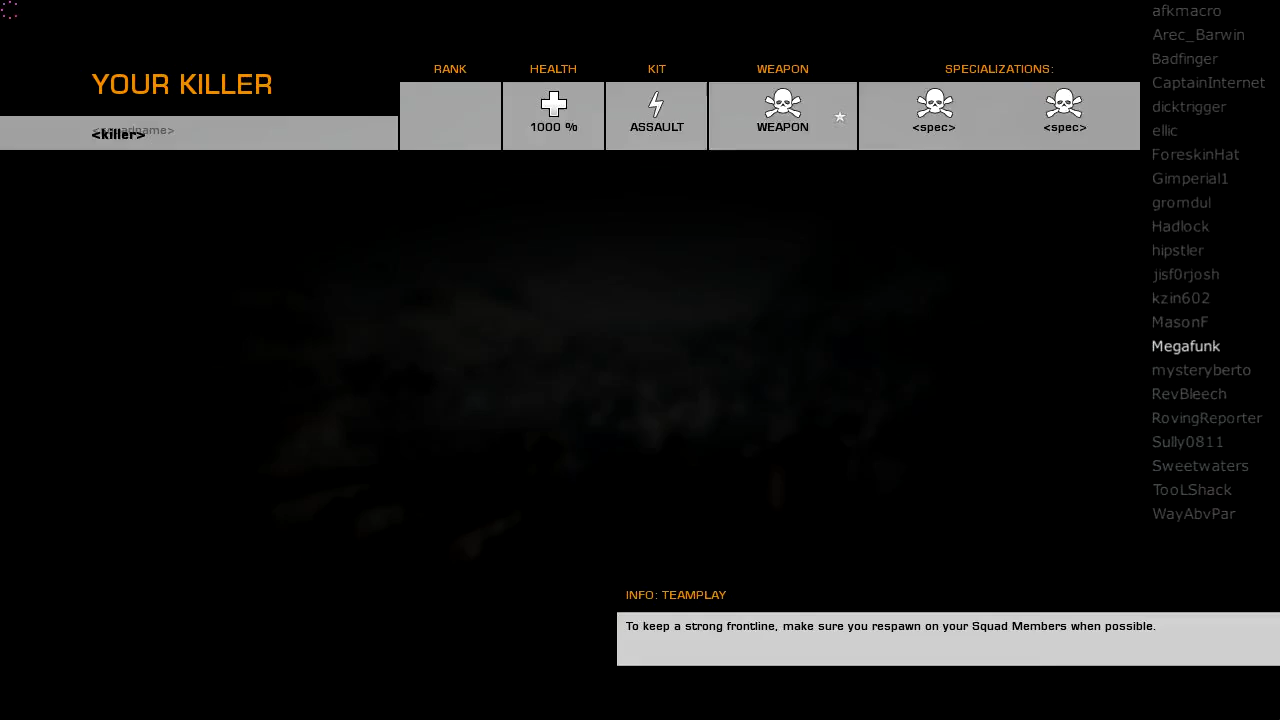 YOUR KILLER
<killer>
RANK
HEALTH
1000 %
KIT
ASSAULT
WEAPON
WEAPON
SPECIALIZATIONS:
<spec>
<spec>
afkmacro
Arec_Barwin
Badfinger
CaptainInternet
dicktrigger
ellic
ForeskinHat
Gimperial1
gromdul
Hadlock
hipstler
jisf0rjosh
kzin602
MasonF
Megafunk
mysteryberto
RevBleech
RovingReporter
Sully0811
Sweetwaters
TooLShack
WayAbvPar
INFO: TEAMPLAY
To keep a strong frontline, make sure you respawn on your Squad Members when possible.